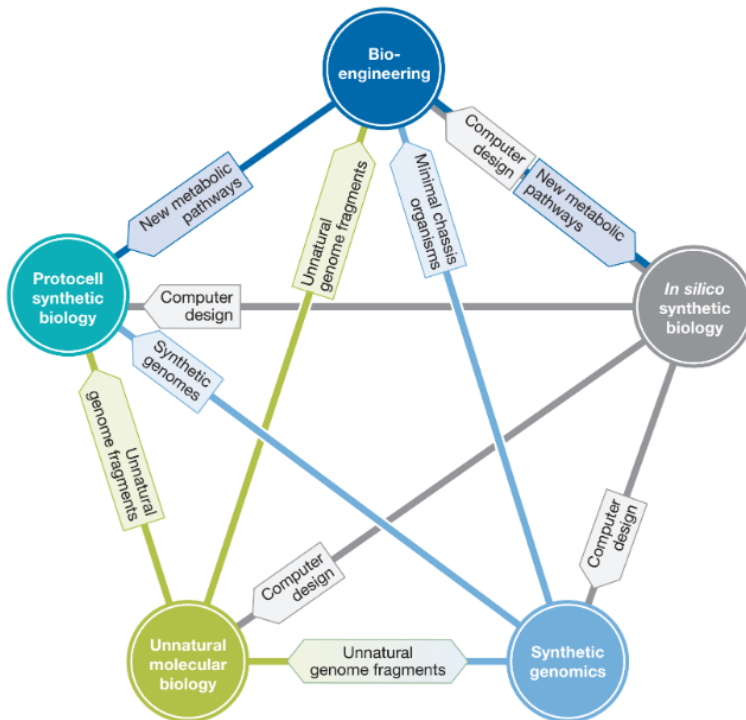 Bio-
engineering
Computer
design
New metabolic
pathways
New metabolic
pathways
Unnatural
genome fragments
Minimal chassis
organisms
Protocell
synthetic
biology
Computer
design
In silico
synthetic
biology
Synthetic
genomes
Unnatural
genome fragments
Computer
design
Computer
design
Unnatural
molecular
biology
Unnatural
genome fragments
Synthetic
genomics